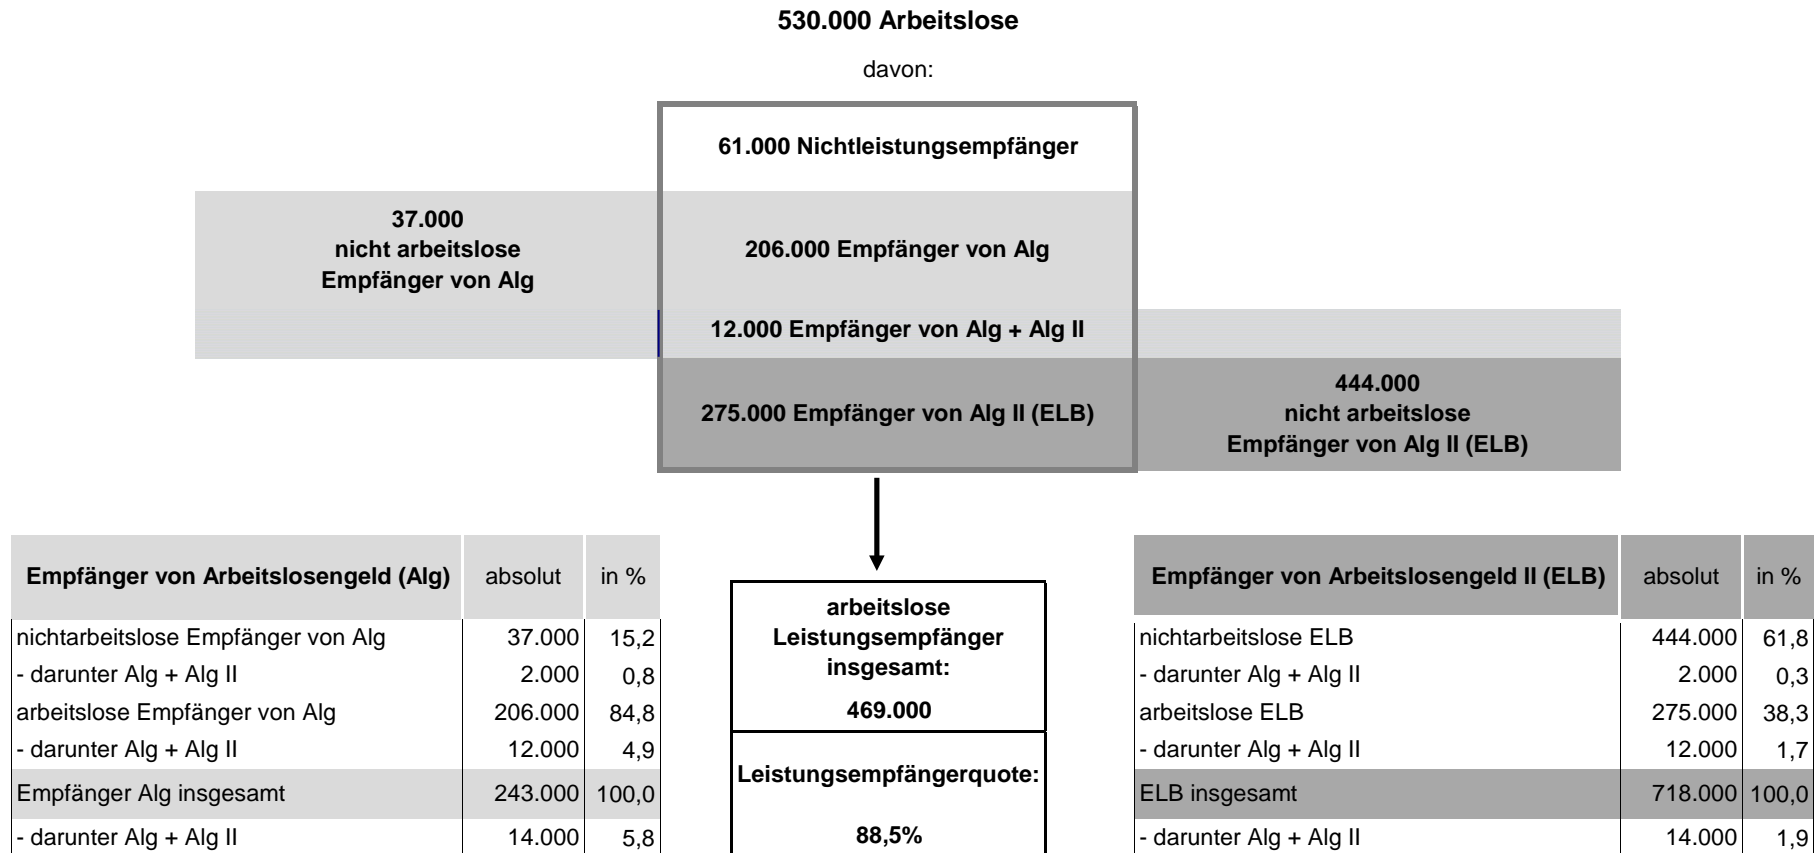 530.000 Arbeitslose
davon:
61.000 Nichtleistungsempfänger
37.000
nicht arbeitslose
Empfänger von Alg
206.000 Empfänger von Alg
12.000 Empfänger von Alg + Alg II
275.000 Empfänger von Alg II (ELB)
444.000
nicht arbeitslose
Empfänger von Alg II (ELB)
Empfänger von Arbeitslosengeld (Alg) absolut in %
nichtarbeitslose Empfänger von Alg 37.000 15,2
- darunter Alg + Alg II 2.000 0,8
arbeitslose Empfänger von Alg 206.000 84,8
- darunter Alg + Alg II 12.000 4,9
Empfänger Alg insgesamt 243.000 100,0
- darunter Alg + Alg II 14.000 5,8
arbeitslose
Leistungsempfänger
insgesamt:
469.000
Leistungsempfängerquote:
88,5%
Empfänger von Arbeitslosengeld II (ELB) absolut in %
nichtarbeitslose ELB 444.000 61,8
- darunter Alg + Alg II 2.000 0,3
arbeitslose ELB 275.000 38,3
- darunter Alg + Alg II 12.000 1,7
ELB insgesamt 718.000 100,0
- darunter Alg + Alg II 14.000 1,9